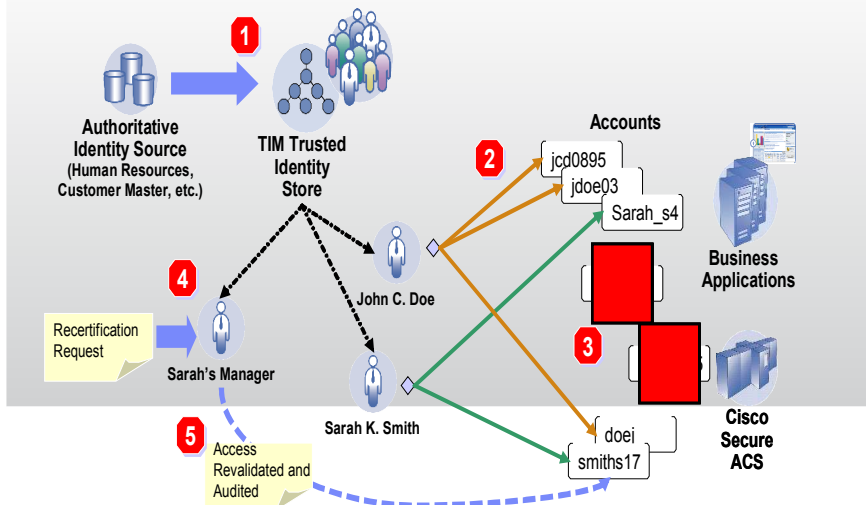 1
Authoritative
Identity Source
(Human Resources,
Customer Master, etc.)
TIM Trusted
Identity
Store
Accounts
2
jcd0895
jdoe03
Sarah_s4
Business
Applications
John C. Doe
4
Recertification
Request
Sarah's Manager
3
Sarah K. Smith
Cisco
Secure
ACS
5
Access
Revalidated and
Audited
doej
smiths17